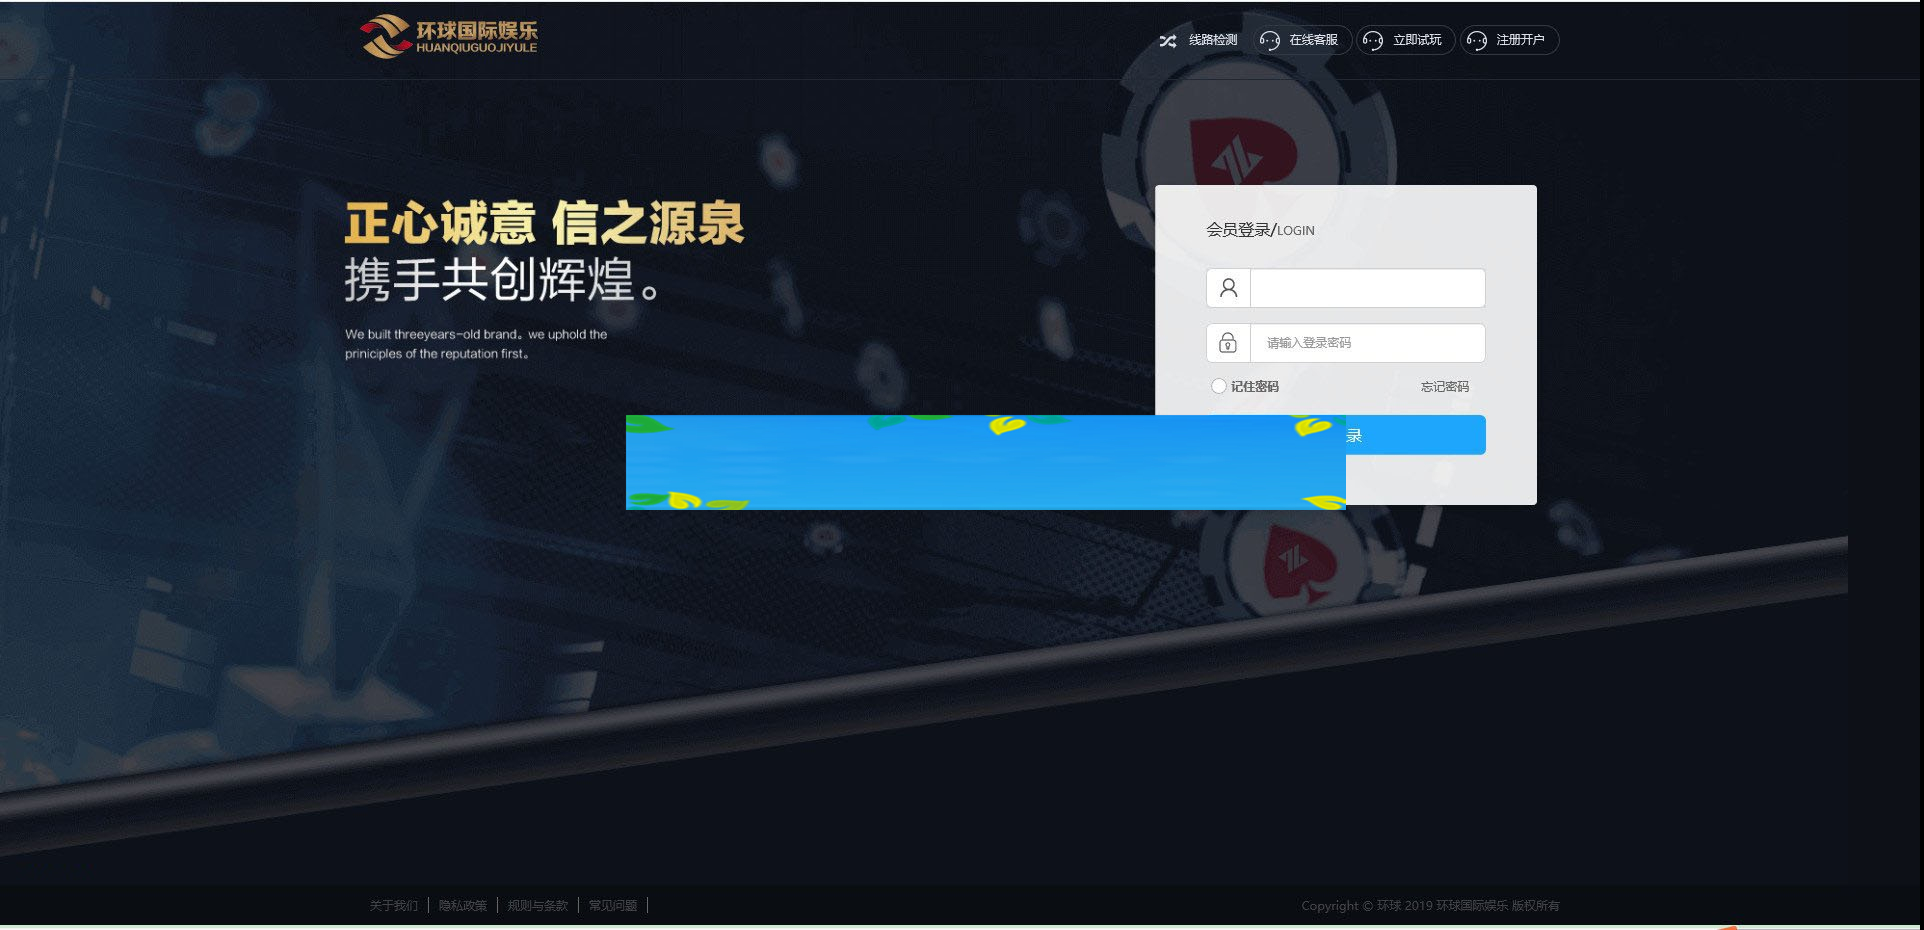 环球国际娱乐
HUANQIUGUOJIYULE
线路检测
在线客服
立即试玩
注册开户
正心诚意 信之源泉
携手共创辉煌。
We built threeyears-old brand。we uphold the
priniciples of the reputation first。
会员登录/LOGIN
请输入登录密码
记住密码
忘记密码
录
关于我们
隐私政策
规则与条款
常见问题
Copyright © 环球 2019 环球国际娱乐 版权所有